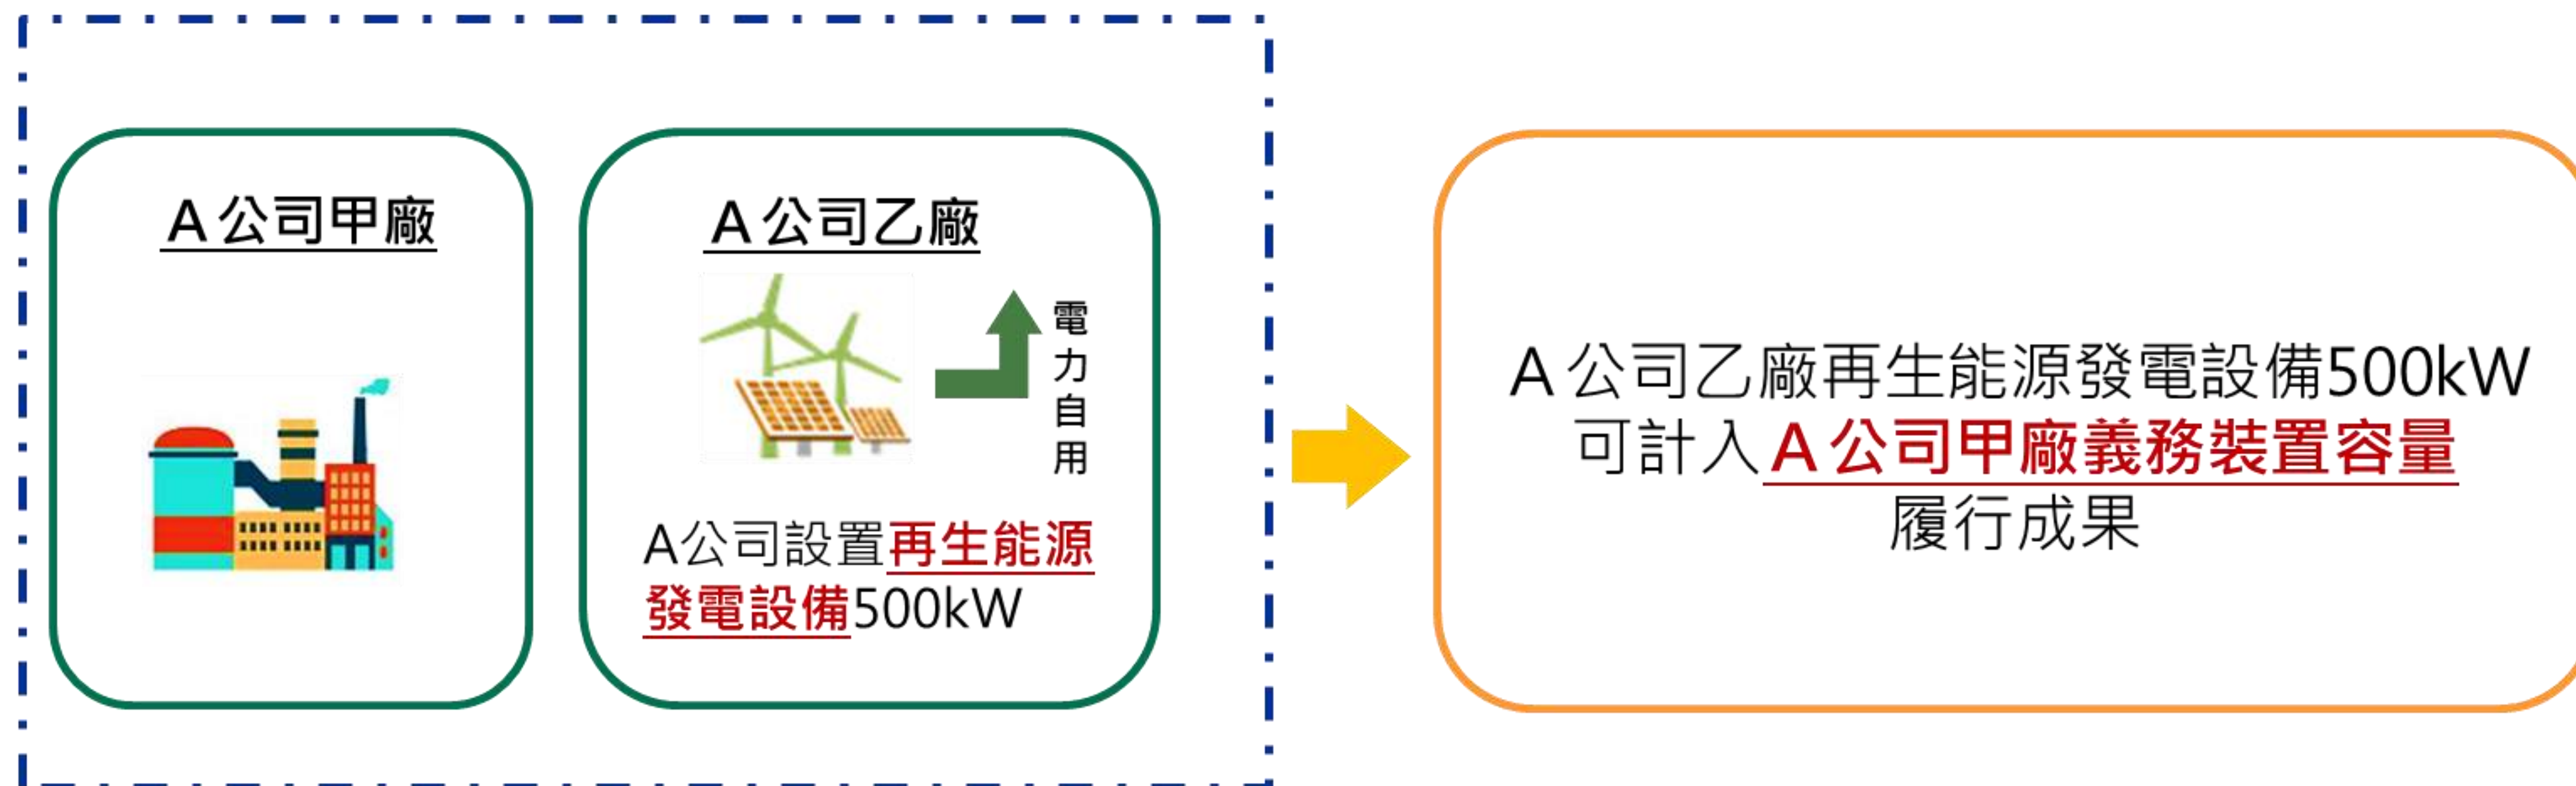 A公司甲廠
A公司乙廠
電力自用
A公司設置再生能源
發電設備500kW
A公司乙廠再生能源發電設備500kW
可計入A公司甲廠義務裝置容量
履行成果